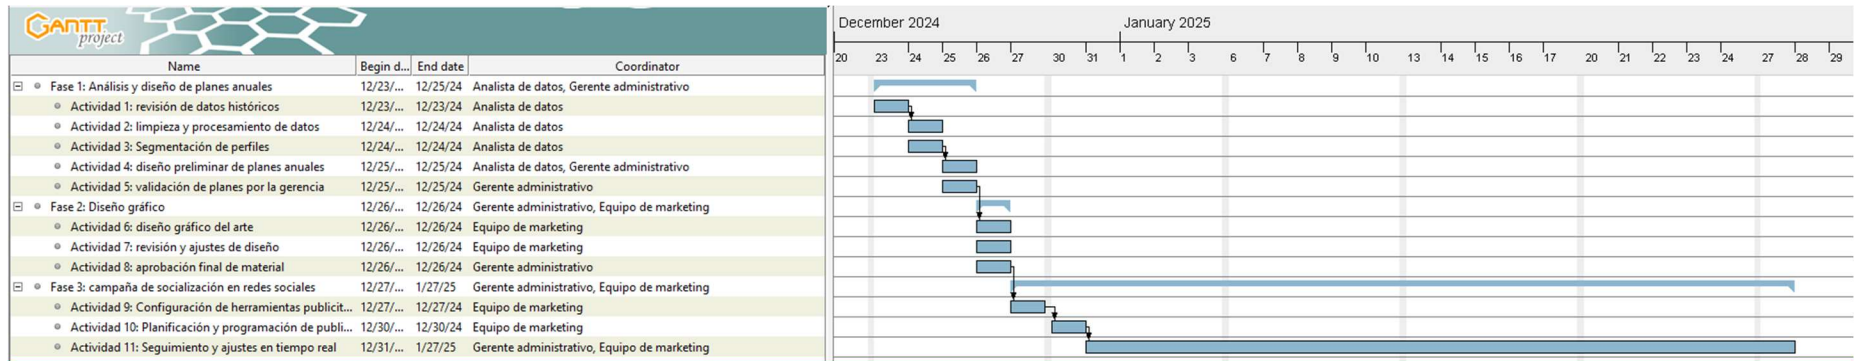 GANTT project
December 2024 January 2025
20 23 24 25 26 27 30 31 1 2 3 6 7 8 9 10 13 14 15 16 17 20 21 22 23 24 27 28 29
Name Begin d... End date Coordinator
Fase 1: Análisis y diseño de planes anuales 12/23/... 12/25/24 Analista de datos, Gerente administrativo
Actividad 1: revisión de datos históricos 12/23/... 12/23/24 Analista de datos
Actividad 2: limpieza y procesamiento de datos 12/24/... 12/24/24 Analista de datos
Actividad 3: Segmentación de perfiles 12/24/... 12/24/24 Analista de datos
Actividad 4: diseño preliminar de planes anuales 12/25/... 12/25/24 Analista de datos, Gerente administrativo
Actividad 5: validación de planes por la gerencia 12/25/... 12/25/24 Gerente administrativo
Fase 2: Diseño gráfico 12/26/... 12/26/24 Gerente administrativo, Equipo de marketing
Actividad 6: diseño gráfico del arte 12/26/... 12/26/24 Equipo de marketing
Actividad 7: revisión y ajustes de diseño 12/26/... 12/26/24 Equipo de marketing
Actividad 8: aprobación final de material 12/26/... 12/26/24 Gerente administrativo
Fase 3: campaña de socialización en redes sociales 12/27/... 1/27/25 Gerente administrativo, Equipo de marketing
Actividad 9: Configuración de herramientas publicit... 12/27/... 12/27/24 Equipo de marketing
Actividad 10: Planificación y programación de publi... 12/30/... 12/30/24 Equipo de marketing
Actividad 11: Seguimiento y ajustes en tiempo real 12/31/... 1/27/25 Gerente administrativo, Equipo de marketing